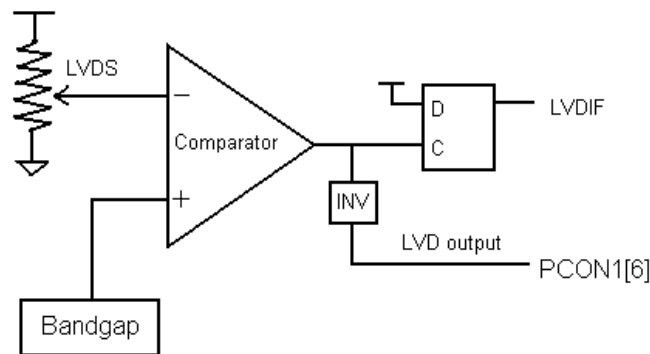 LVDS
−
Comparator
+
D
C
LVDIF
INV
LVD output
PCON1[6]
Bandgap